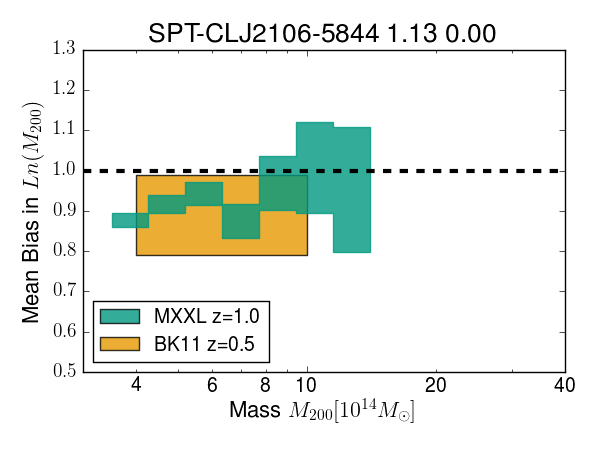 SPT-CLJ2106-5844 1.13 0.00
Mean Bias in Ln(M₂₀₀)
1.3
1.2
1.1
1.0
0.9
0.8
0.7
0.6
0.5
MXXL z=1.0
BK11 z=0.5
4 6 8 10 20 40
Mass M₂₀₀[10¹⁴M☉]